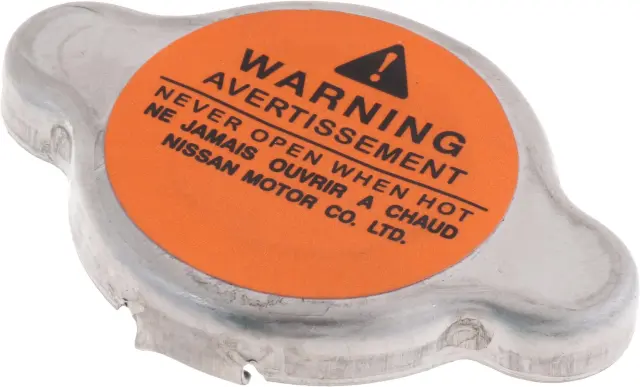 WARNING
AVERTISSEMENT
NEVER OPEN WHEN HOT
NE JAMAIS OUVRIR A CHAUD
NISSAN MOTOR CO. LTD.